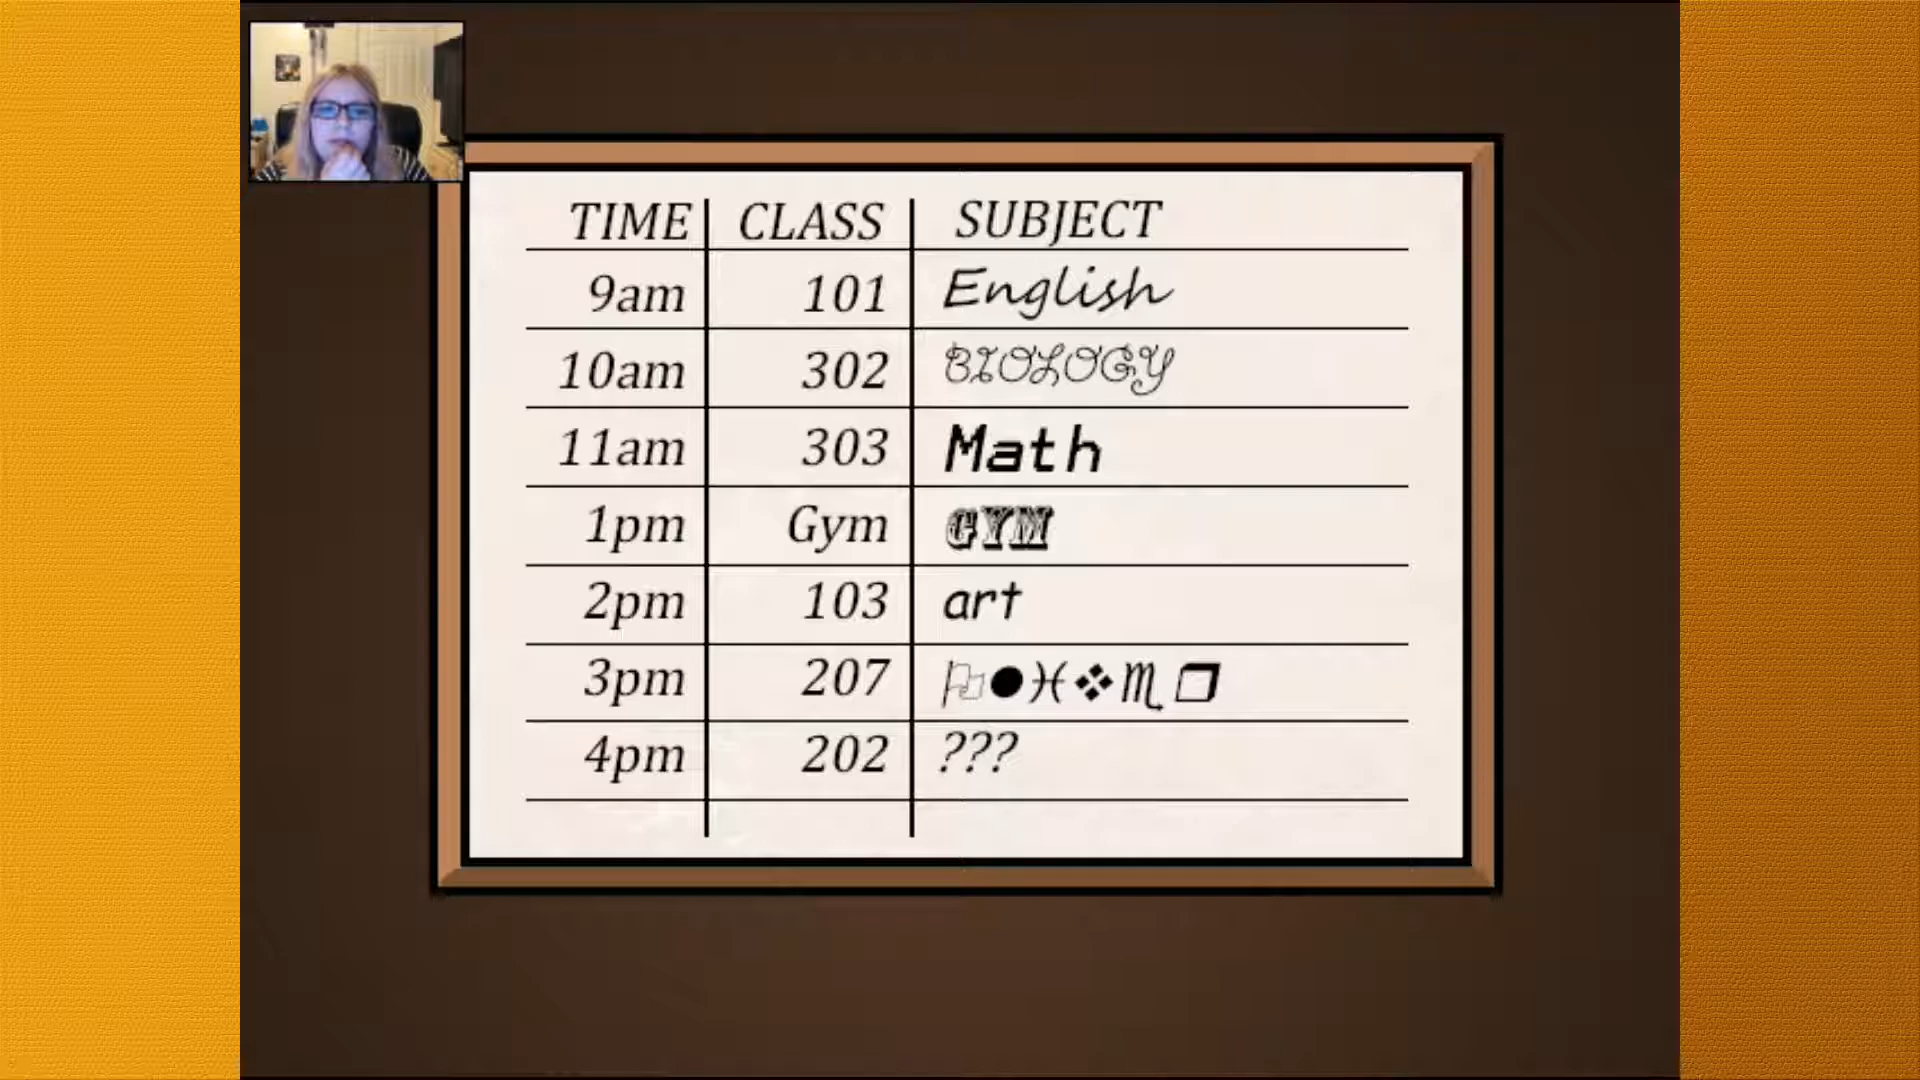 TIME CLASS SUBJECT
9am 101 English
10am 302 BIOLOGY
11am 303 Math
1pm Gym GYM
2pm 103 art
3pm 207 ⚐●♓❖♏❒
4pm 202 ???